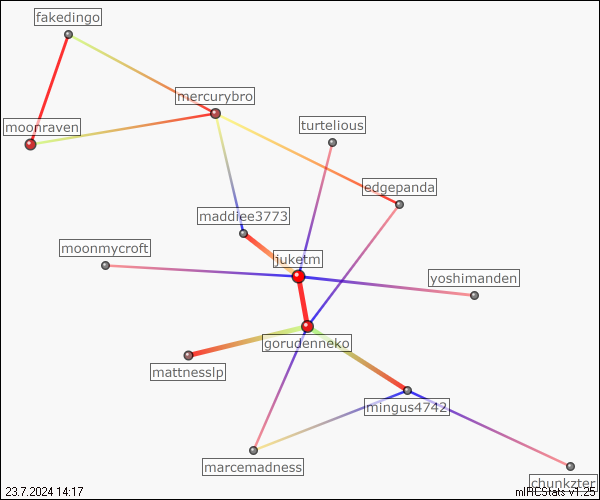 fakedingo
mercurybro
moonraven
turtelious
edgepanda
maddiee3773
moonmycroft
juketm
yoshimanden
gorudenneko
mattnesslp
mingus4742
marcemadness
chunkzter
23.7.2024 14:17
mIRCStats v1.25